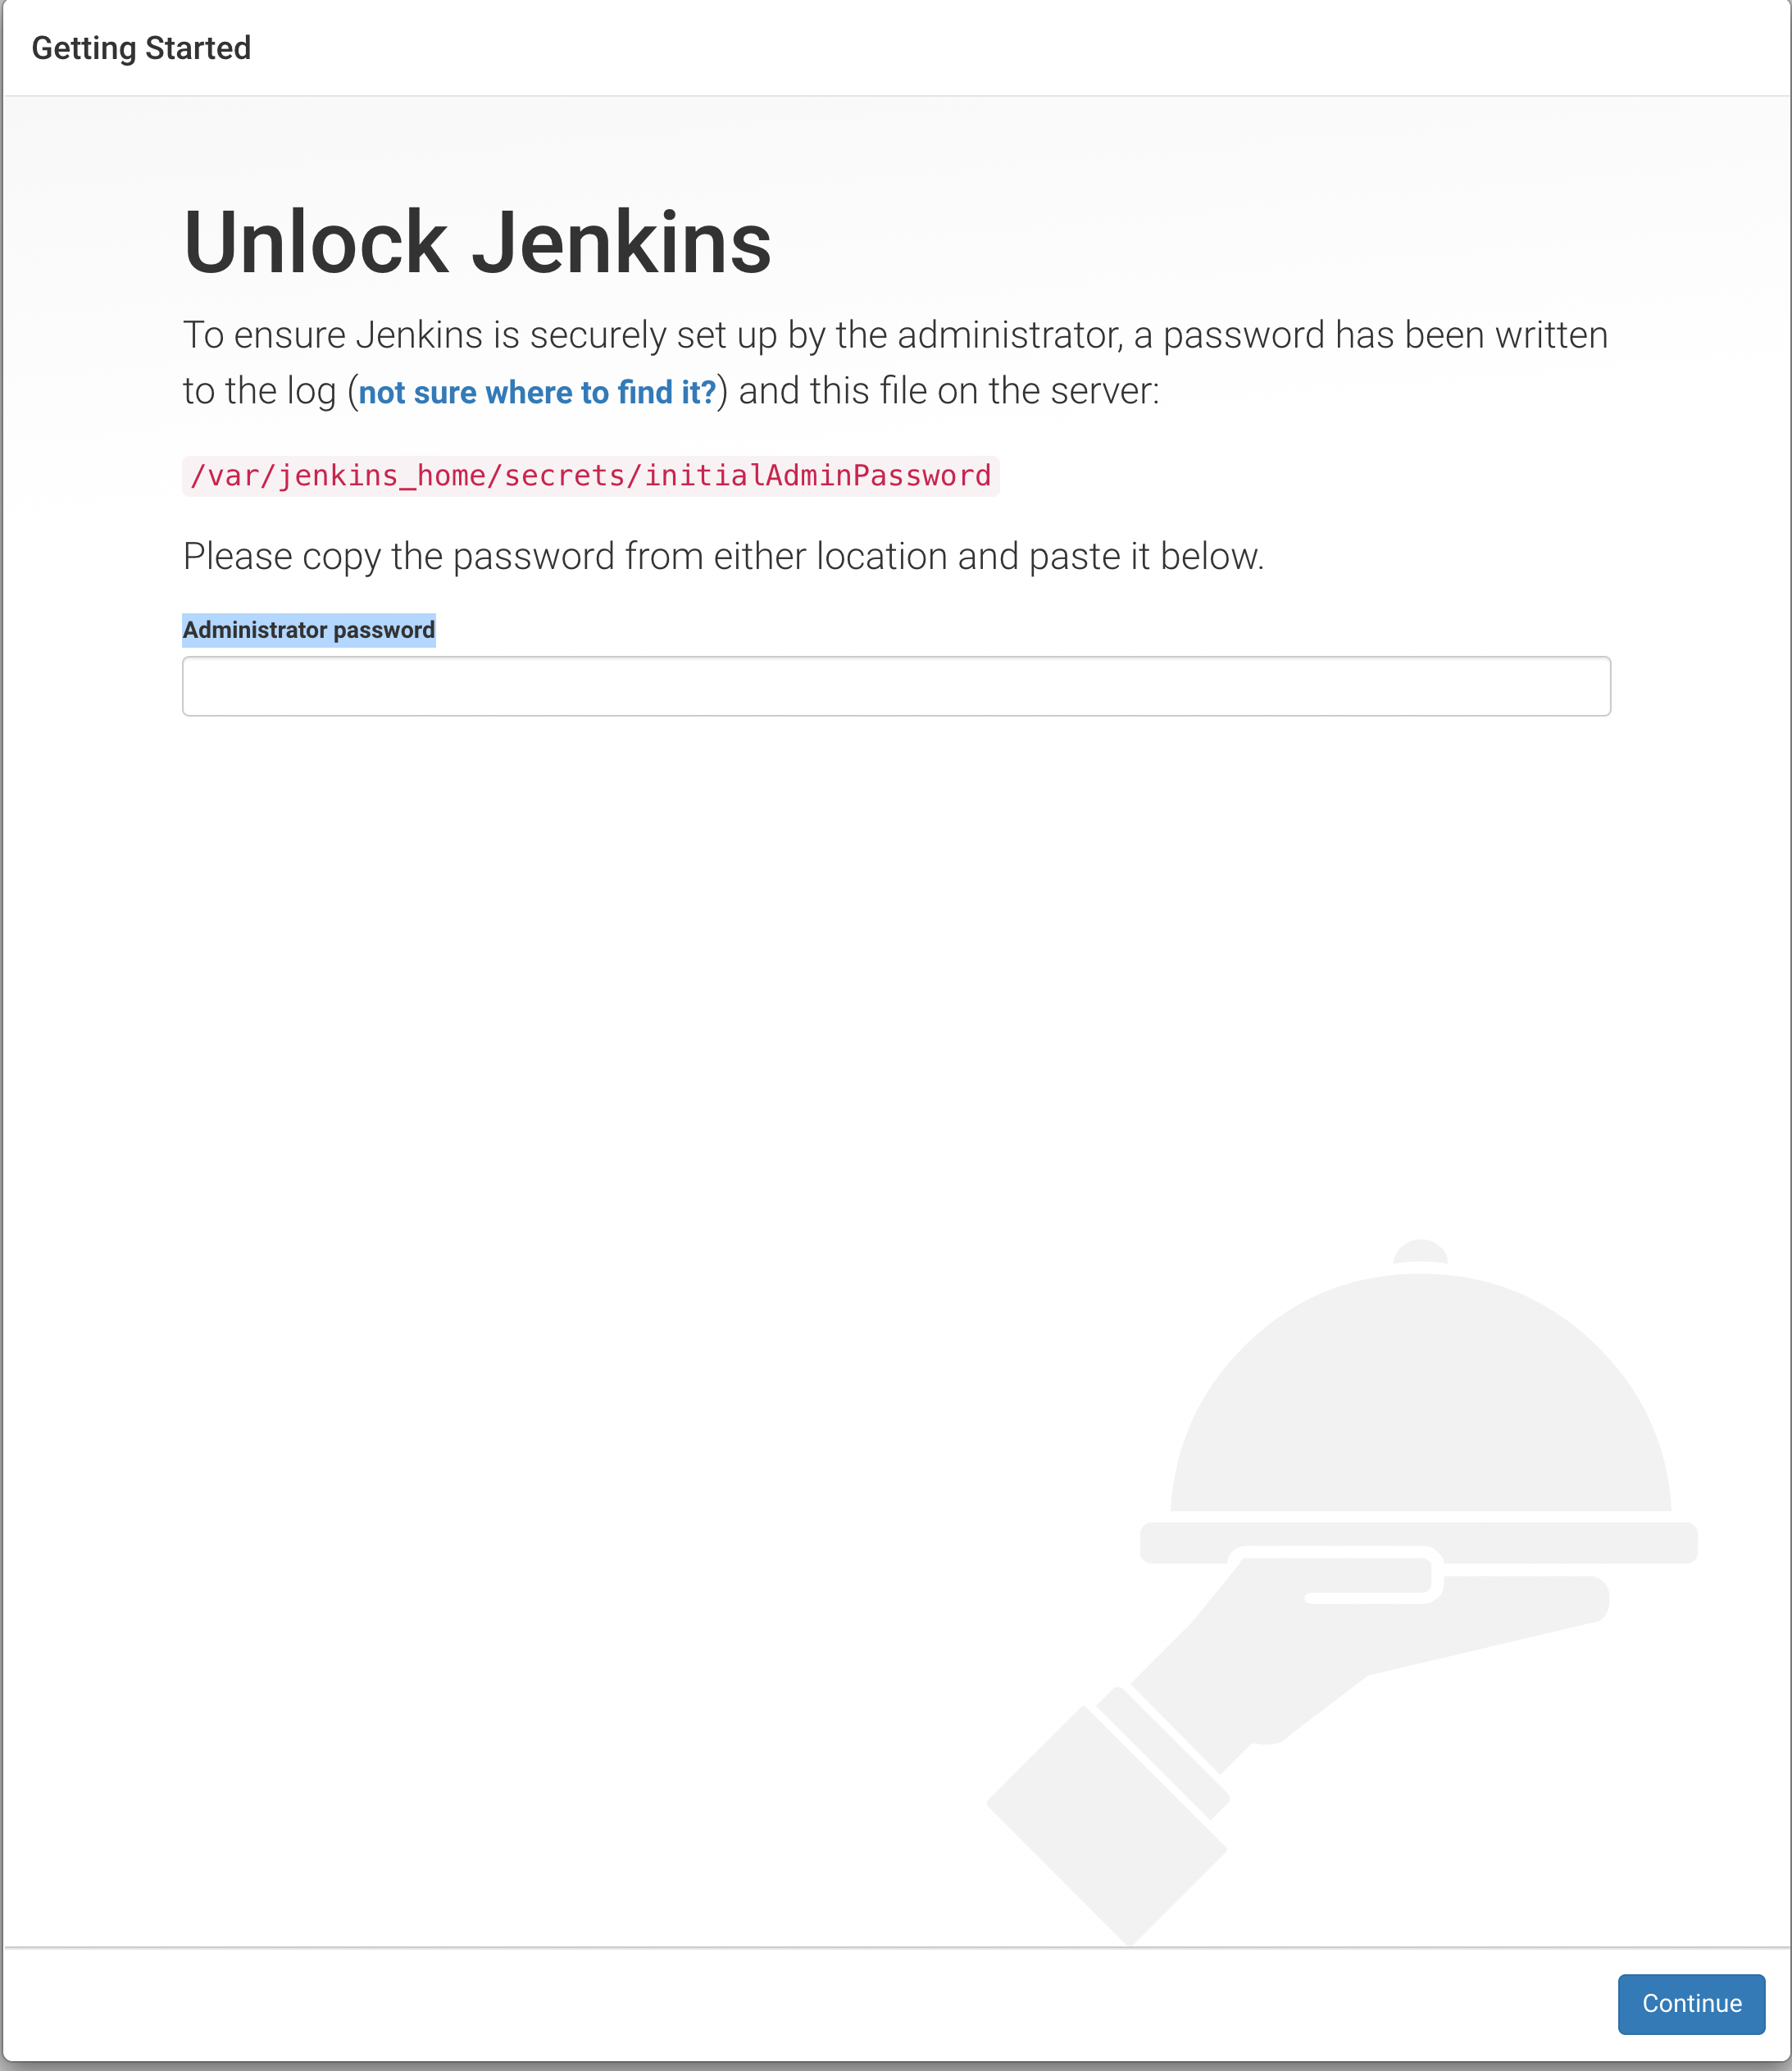 Getting Started
Unlock Jenkins
To ensure Jenkins is securely set up by the administrator, a password has been written
to the log (not sure where to find it?) and this file on the server:
/var/jenkins_home/secrets/initialAdminPassword
Please copy the password from either location and paste it below.
Administrator password
Continue